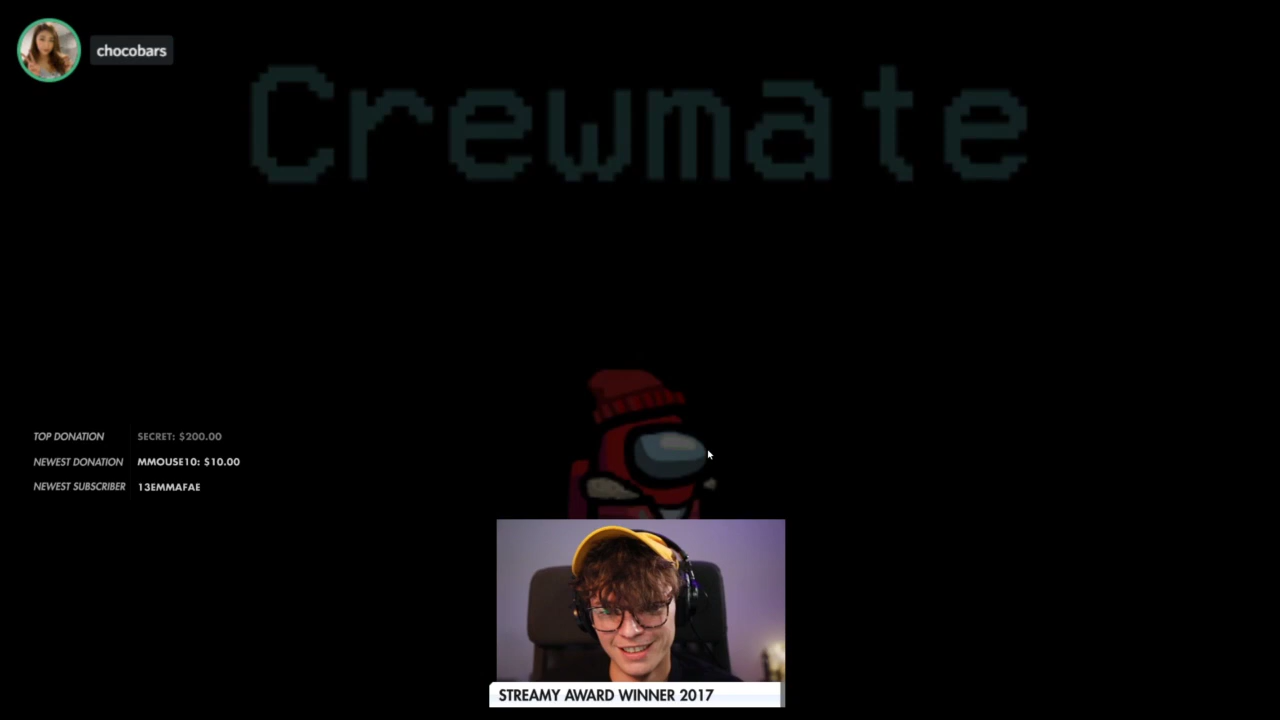 chocobars
Crewmate
TOP DONATION SECRET: $200.00
NEWEST DONATION MMOUSE10: $10.00
NEWEST SUBSCRIBER 13EMMAFAE
STREAMY AWARD WINNER 2017